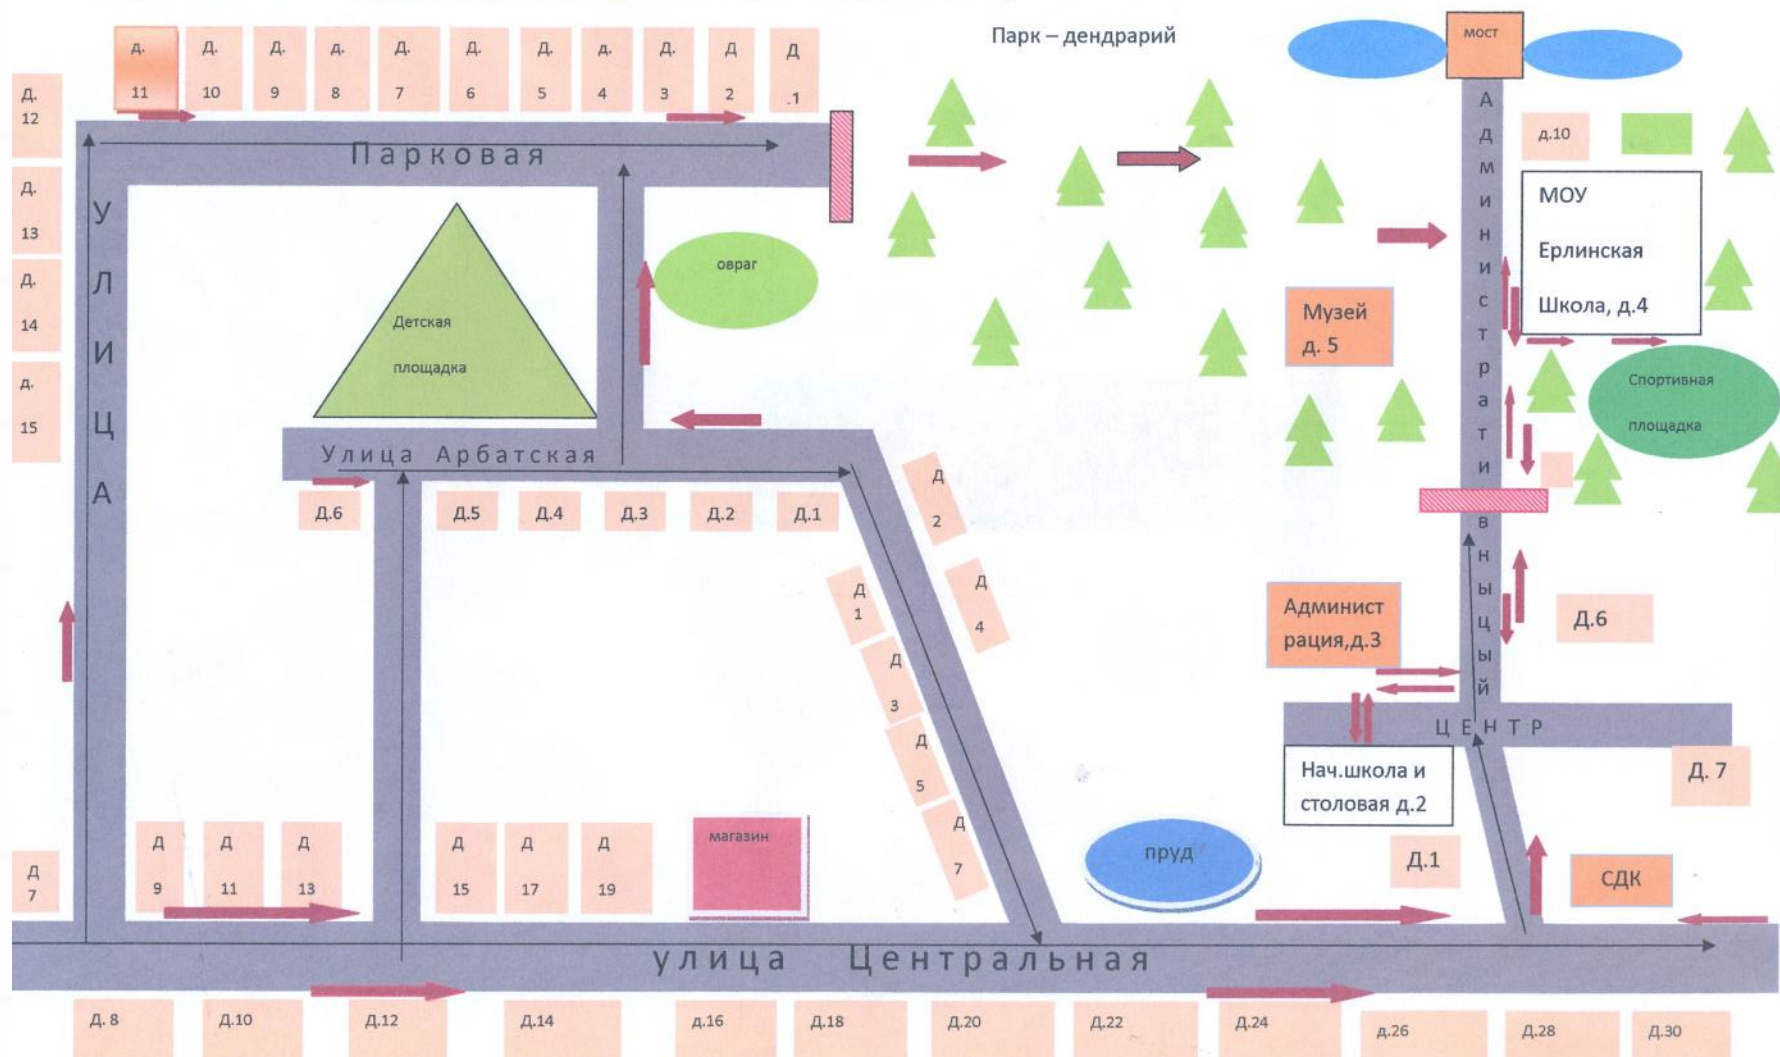 Парк – дендрарий
мост
д.
11
Д.
10
Д.
9
д.
8
Д.
7
Д.
6
Д.
5
д.
4
Д.
3
Д
2
Д
.1
Д.
12
Д.
13
Д.
14
д.
15
Парковая
УЛИЦА
Детская
площадка
овраг
Улица Арбатская
Д.6
Д.5
Д.4
Д.3
Д.2
Д.1
Д
2
Д
4
Д
1
Д
3
Д
5
Д
7
Административныцый
д.10
МОУ
Ерлинская
Школа, д.4
Музей
д. 5
Спортивная
площадка
Админист
рация,д.3
Д.6
ЦЕНТР
Нач.школа и
столовая д.2
Д. 7
Д.1
СДК
пруд
магазин
Д
7
Д
9
Д
11
Д
13
Д
15
Д
17
Д
19
улица Центральная
Д. 8
Д.10
Д.12
Д.14
д.16
Д.18
Д.20
Д.22
Д.24
д.26
Д.28
Д.30